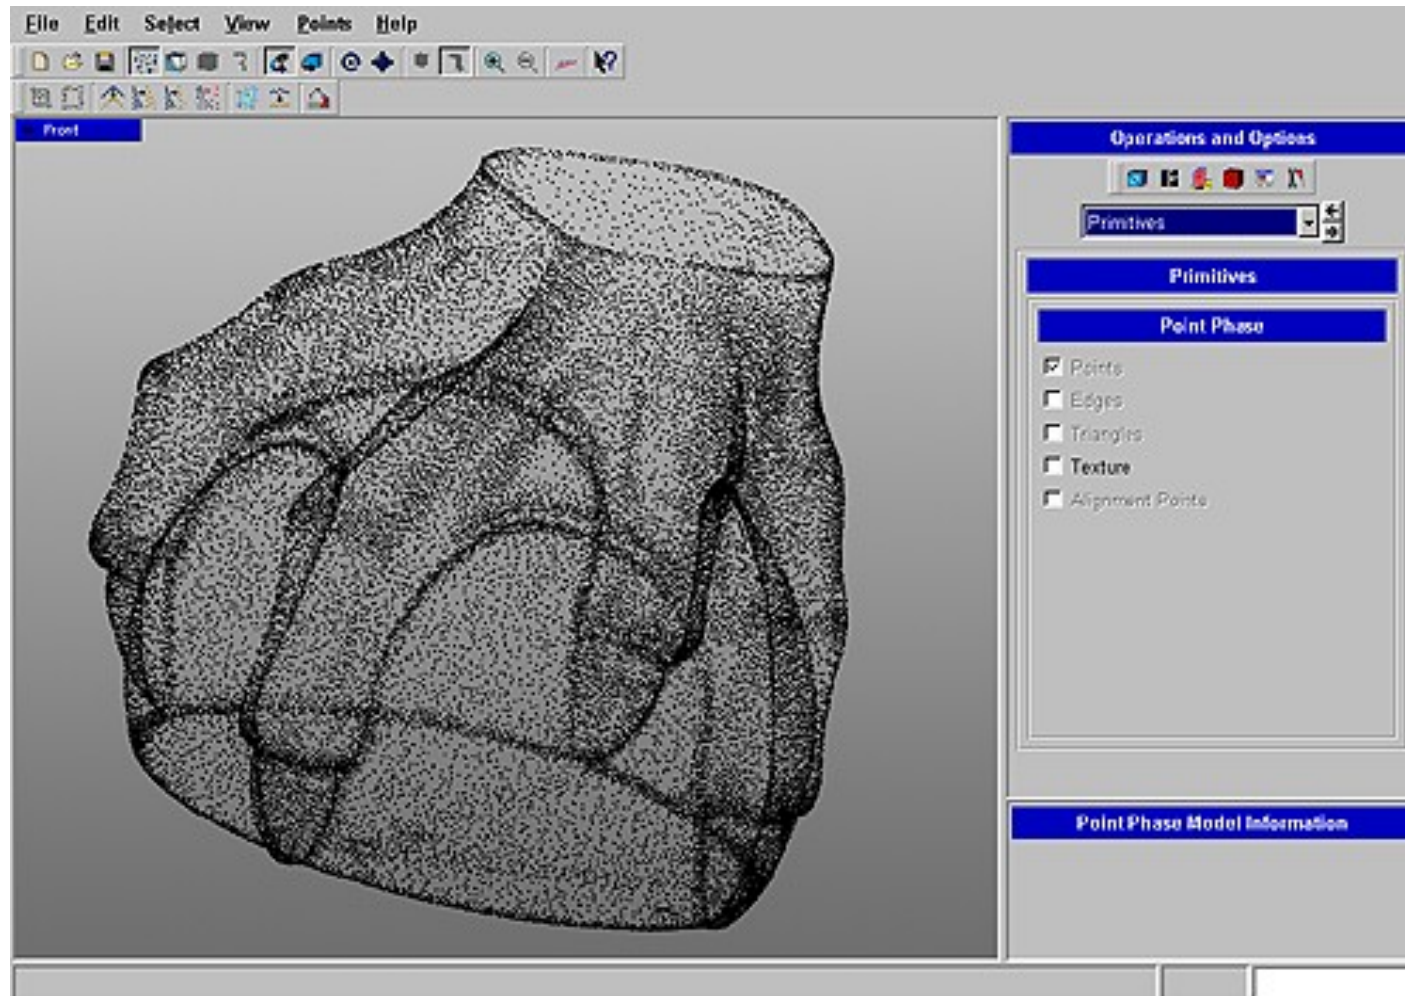 File Edit Select View Points Help
Front
Operations and Options
Primitives
Primitives
Point Phase
Points
Edges
Triangles
Texture
Alignment Points
Point Phase Model Information